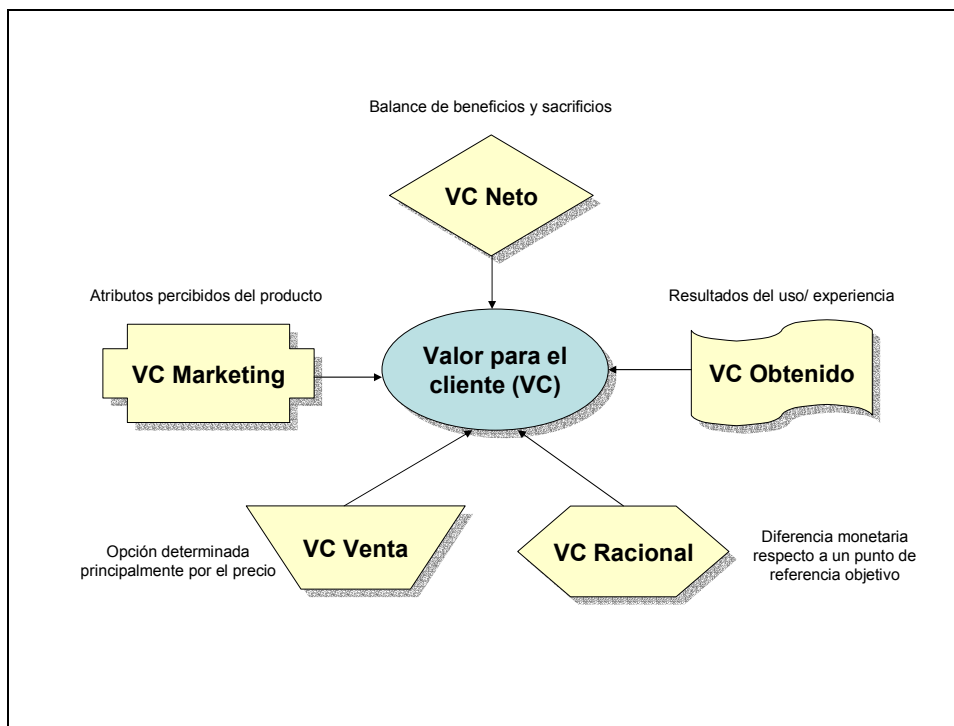 Balance de beneficios y sacrificios
VC Neto
Atributos percibidos del producto
VC Marketing
Valor para el
cliente (VC)
Resultados del uso/ experiencia
VC Obtenido
Opción determinada
principalmente por el precio
VC Venta
VC Racional
Diferencia monetaria
respecto a un punto de
referencia objetivo